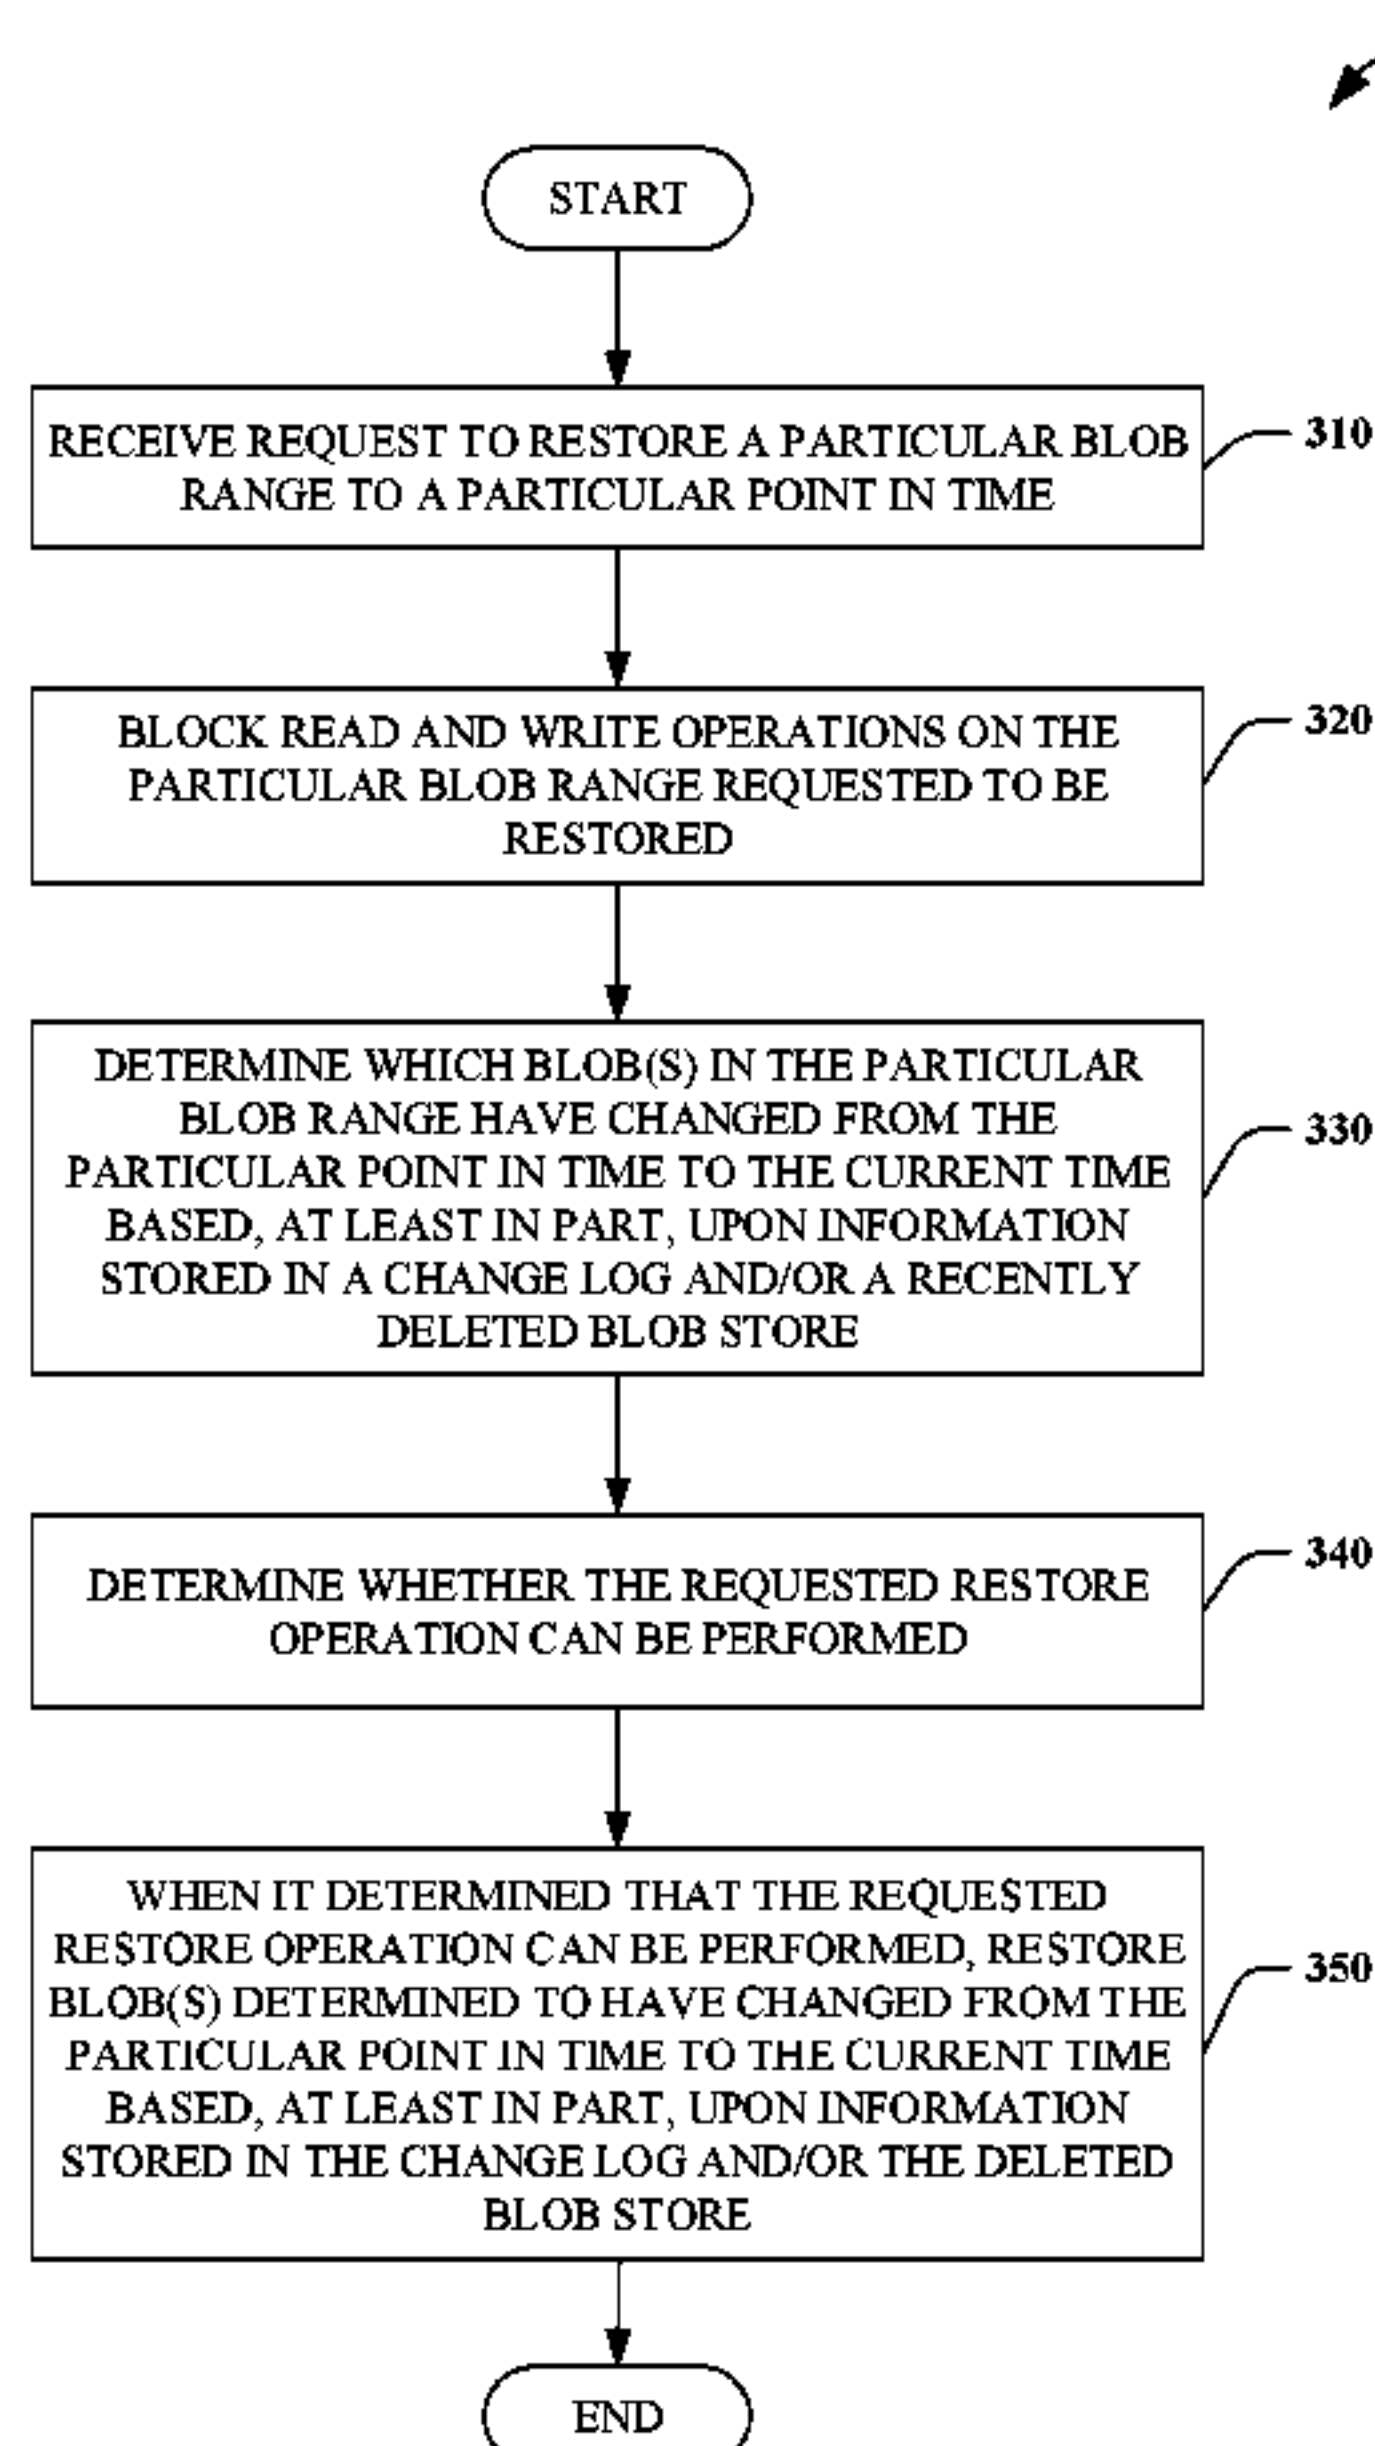 START
RECEIVE REQUEST TO RESTORE A PARTICULAR BLOB
RANGE TO A PARTICULAR POINT IN TIME
310
BLOCK READ AND WRITE OPERATIONS ON THE
PARTICULAR BLOB RANGE REQUESTED TO BE
RESTORED
320
DETERMINE WHICH BLOB(S) IN THE PARTICULAR
BLOB RANGE HAVE CHANGED FROM THE
PARTICULAR POINT IN TIME TO THE CURRENT TIME
BASED, AT LEAST IN PART, UPON INFORMATION
STORED IN A CHANGE LOG AND/OR A RECENTLY
DELETED BLOB STORE
330
DETERMINE WHETHER THE REQUESTED RESTORE
OPERATION CAN BE PERFORMED
340
WHEN IT DETERMINED THAT THE REQUESTED
RESTORE OPERATION CAN BE PERFORMED, RESTORE
BLOB(S) DETERMINED TO HAVE CHANGED FROM THE
PARTICULAR POINT IN TIME TO THE CURRENT TIME
BASED, AT LEAST IN PART, UPON INFORMATION
STORED IN THE CHANGE LOG AND/OR THE DELETED
BLOB STORE
350
END